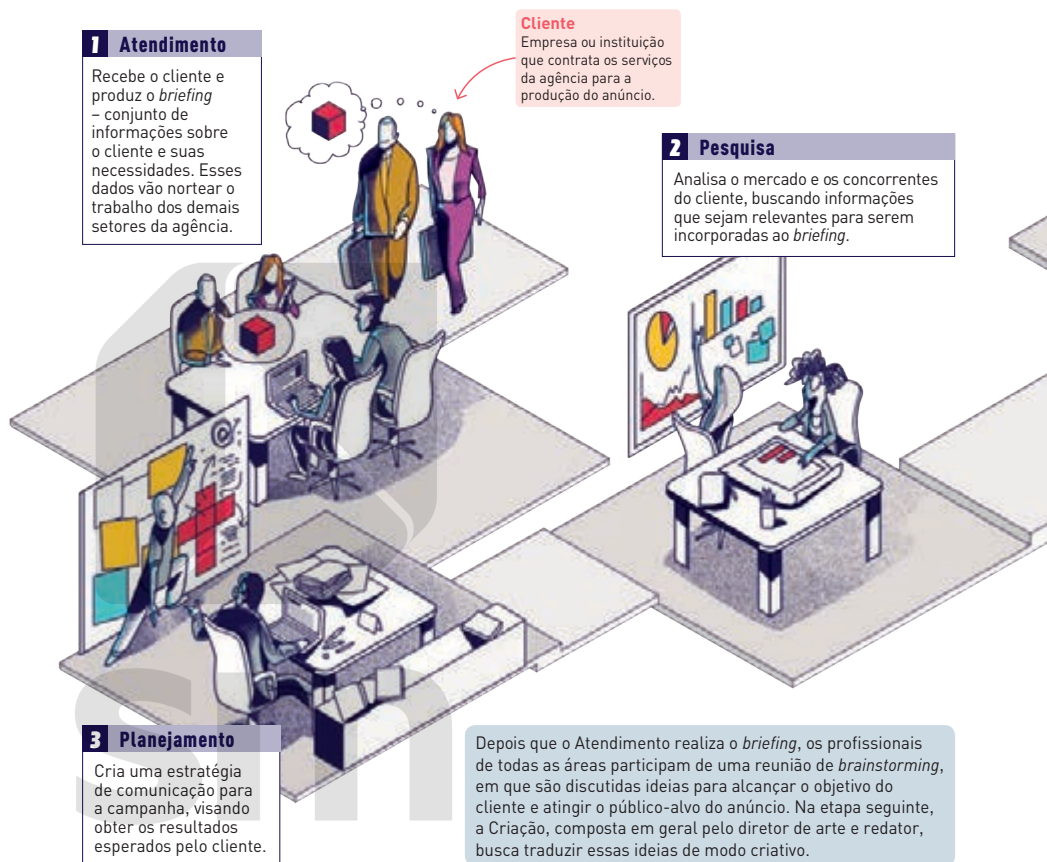 1 Atendimento
Recebe o cliente e
produz o briefing
– conjunto de
informações sobre
o cliente e suas
necessidades. Esses
dados vão nortear o
trabalho dos demais
setores da agência.
Cliente
Empresa ou instituição
que contrata os serviços
da agência para a
produção do anúncio.
2 Pesquisa
Analisa o mercado e os concorrentes
do cliente, buscando informações
que sejam relevantes para serem
incorporadas ao briefing.
3 Planejamento
Cria uma estratégia
de comunicação para
a campanha, visando
obter os resultados
esperados pelo cliente.
Depois que o Atendimento realiza o briefing, os profissionais
de todas as áreas participam de uma reunião de brainstorming,
em que são discutidas ideias para alcançar o objetivo do
cliente e atingir o público-alvo do anúncio. Na etapa seguinte,
a Criação, composta em geral pelo diretor de arte e redator,
busca traduzir essas ideias de modo criativo.
sm